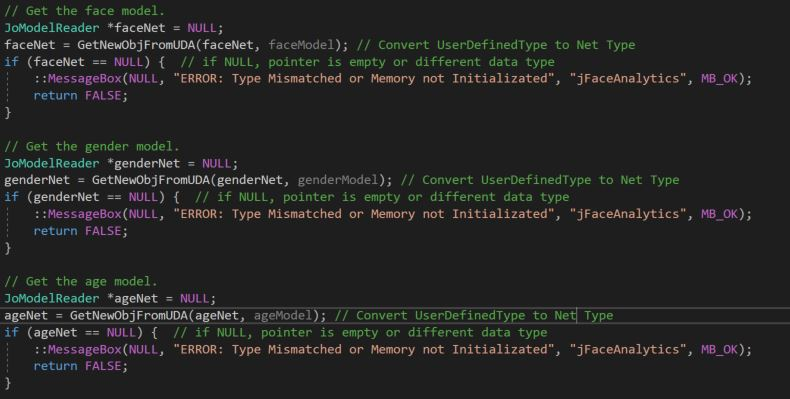 // Get the face model.
JoModelReader *faceNet = NULL;
faceNet = GetNewObjFromUDA(faceNet, faceModel); // Convert UserDefinedType to Net Type
if (faceNet == NULL) {  // if NULL, pointer is empty or different data type
    ::MessageBox(NULL, "ERROR: Type Mismatched or Memory not Initializated", "jFaceAnalytics", MB_OK);
    return FALSE;
}

// Get the gender model.
JoModelReader *genderNet = NULL;
genderNet = GetNewObjFromUDA(genderNet, genderModel); // Convert UserDefinedType to Net Type
if (genderNet == NULL) {  // if NULL, pointer is empty or different data type
    ::MessageBox(NULL, "ERROR: Type Mismatched or Memory not Initializated", "jFaceAnalytics", MB_OK);
    return FALSE;
}

// Get the age model.
JoModelReader *ageNet = NULL;
ageNet = GetNewObjFromUDA(ageNet, ageModel); // Convert UserDefinedType to Net Type
if (ageNet == NULL) {  // if NULL, pointer is empty or different data type
    ::MessageBox(NULL, "ERROR: Type Mismatched or Memory not Initializated", "jFaceAnalytics", MB_OK);
    return FALSE;
}